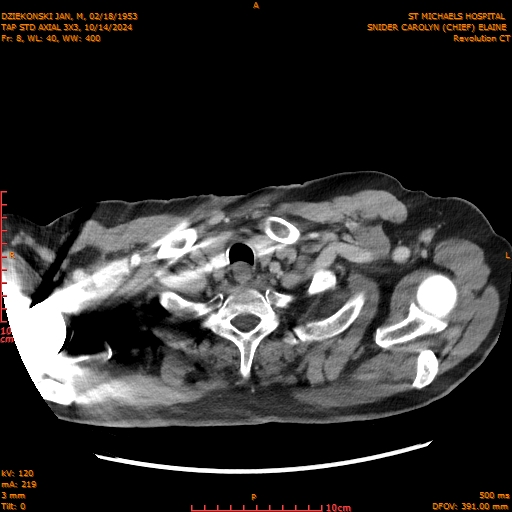 A
DZIEKONSKI JAN, M, 02/18/1953
TAP STD AXIAL 3X3, 10/14/2024
Fr: 8, WL: 40, WW: 400
ST MICHAELS HOSPITAL
SNIDER CAROLYN (CHIEF) ELAINE
Revolution CT
R
L
10
cm
kV: 120
mA: 219
3 mm
Tilt: 0
P
10cm
500 ms
DFOV: 391.00 mm